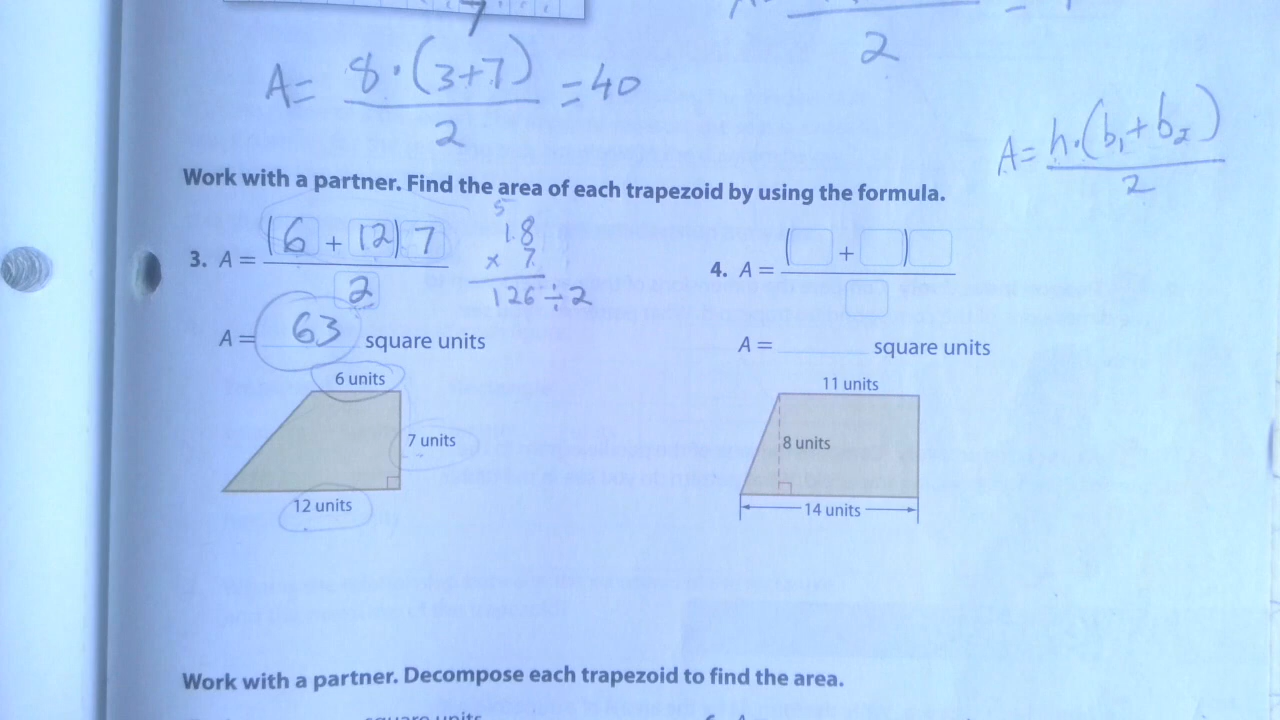 7
2
A= 8·(3+7) =40
2
A= h·(b₁+b₂)
2
Work with a partner. Find the area of each trapezoid by using the formula.
3. A = (6 + 12)7
2
5
18
× 7
126÷2
A = 63 square units
6 units
7 units
12 units
4. A = ( + )
A = square units
11 units
8 units
14 units
Work with a partner. Decompose each trapezoid to find the area.